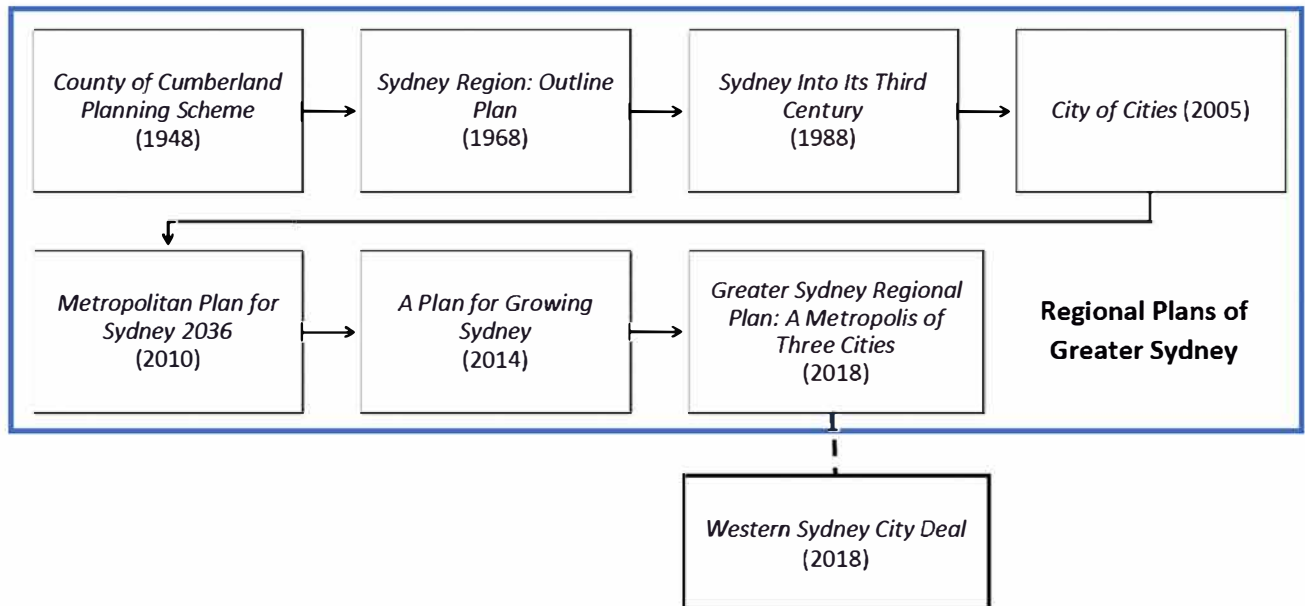 County of Cumberland
Planning Scheme
(1948)
Sydney Region: Outline
Plan
(1968)
Sydney Into Its Third
Century
(1988)
City of Cities (2005)
Metropolitan Plan for
Sydney 2036
(2010)
A Plan for Growing
Sydney
(2014)
Greater Sydney Regional
Plan: A Metropolis of
Three Cities
(2018)
Regional Plans of
Greater Sydney
Western Sydney City Deal
(2018)